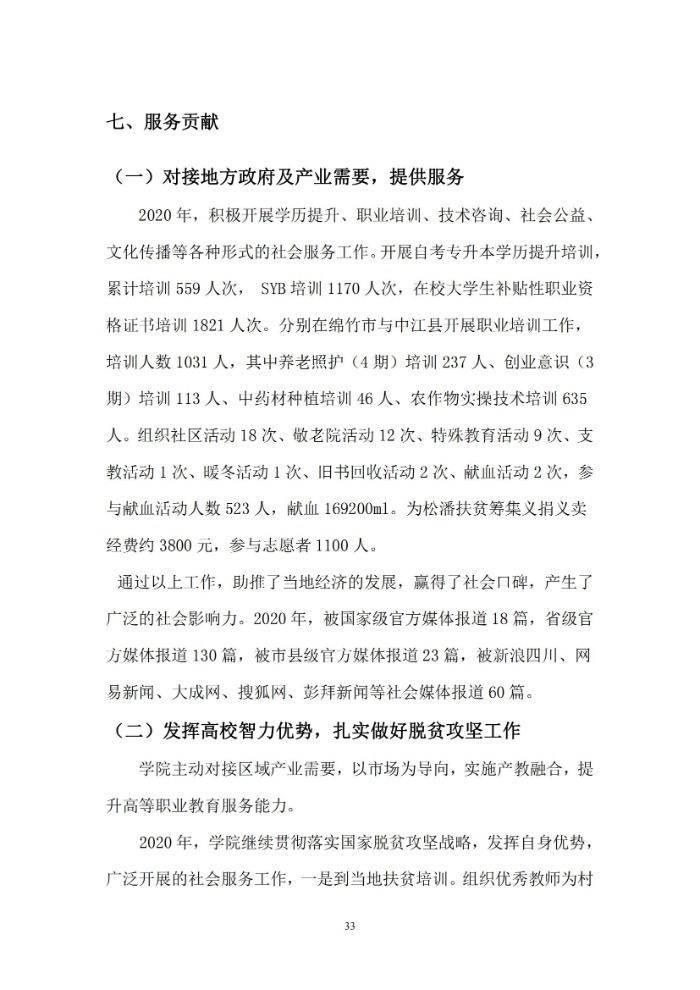 七、服务贡献
（一）对接地方政府及产业需要，提供服务
2020 年，积极开展学历提升、职业培训、技术咨询、社会公益、
文化传播等各种形式的社会服务工作。开展自考专升本学历提升培训，
累计培训 559 人次， SYB 培训 1170 人次，在校大学生补贴性职业资
格证书培训 1821 人次。分别在绵竹市与中江县开展职业培训工作，
培训人数 1031 人，其中养老照护（4 期）培训 237 人、创业意识（3
期）培训 113 人、中药材种植培训 46 人、农作物实操技术培训 635
人。组织社区活动 18 次、敬老院活动 12 次、特殊教育活动 9 次、支
教活动 1 次、暖冬活动 1 次、旧书回收活动 2 次、献血活动 2 次，参
与献血活动人数 523 人，献血 169200ml。为松潘扶贫筹集义捐义卖
经费约 3800 元，参与志愿者 1100 人。
通过以上工作，助推了当地经济的发展，赢得了社会口碑，产生了
广泛的社会影响力。2020 年，被国家级官方媒体报道 18 篇，省级官
方媒体报道 130 篇，被市县级官方媒体报道 23 篇，被新浪四川、网
易新闻、大成网、搜狐网、彭拜新闻等社会媒体报道 60 篇。
（二）发挥高校智力优势，扎实做好脱贫攻坚工作
学院主动对接区域产业需要，以市场为导向，实施产教融合，提
升高等职业教育服务能力。
2020 年，学院继续贯彻落实国家脱贫攻坚战略，发挥自身优势，
广泛开展的社会服务工作，一是到当地扶贫培训。组织优秀教师为村
33